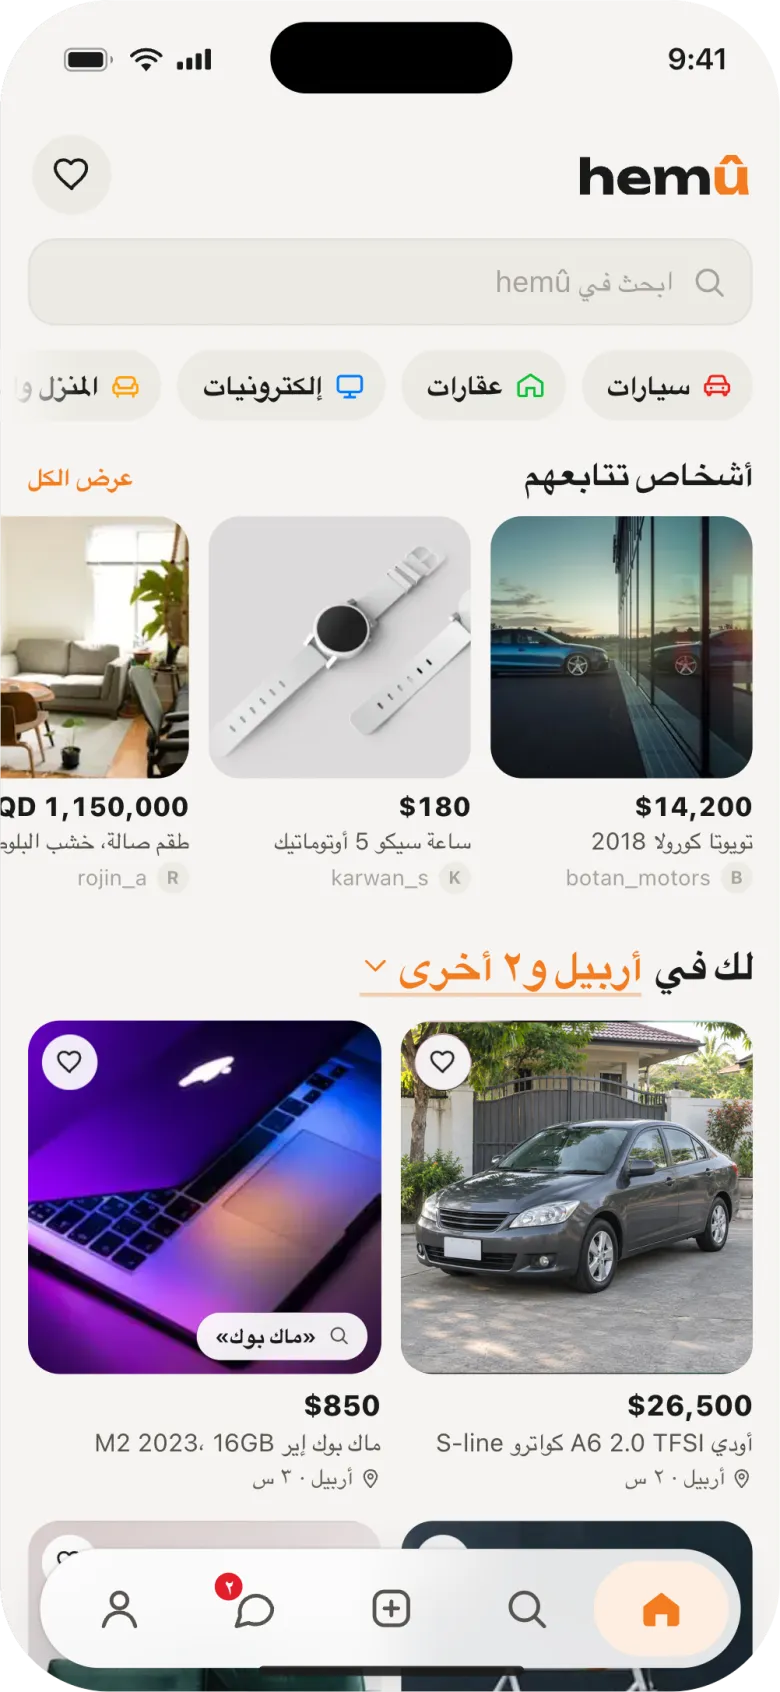 9:41
hemû
ابحث في hemû
سيارات
عقارات
إلكترونيات
المنزل وا
أشخاص تتابعهم
عرض الكل
$14,200
تويوتا كورولا 2018
B botan_motors
$180
ساعة سيكو 5 أوتوماتيك
K karwan_s
QD 1,150,000
طقم صالة، خشب البلوط
R rojin_a
لك في أربيل و٢ أخرى
«ماك بوك»
$26,500
أودي A6 2.0 TFSI كواترو S-line
أربيل · ٢ س
$850
ماك بوك إير M2 2023، 16GB
أربيل · ٣ س
٢